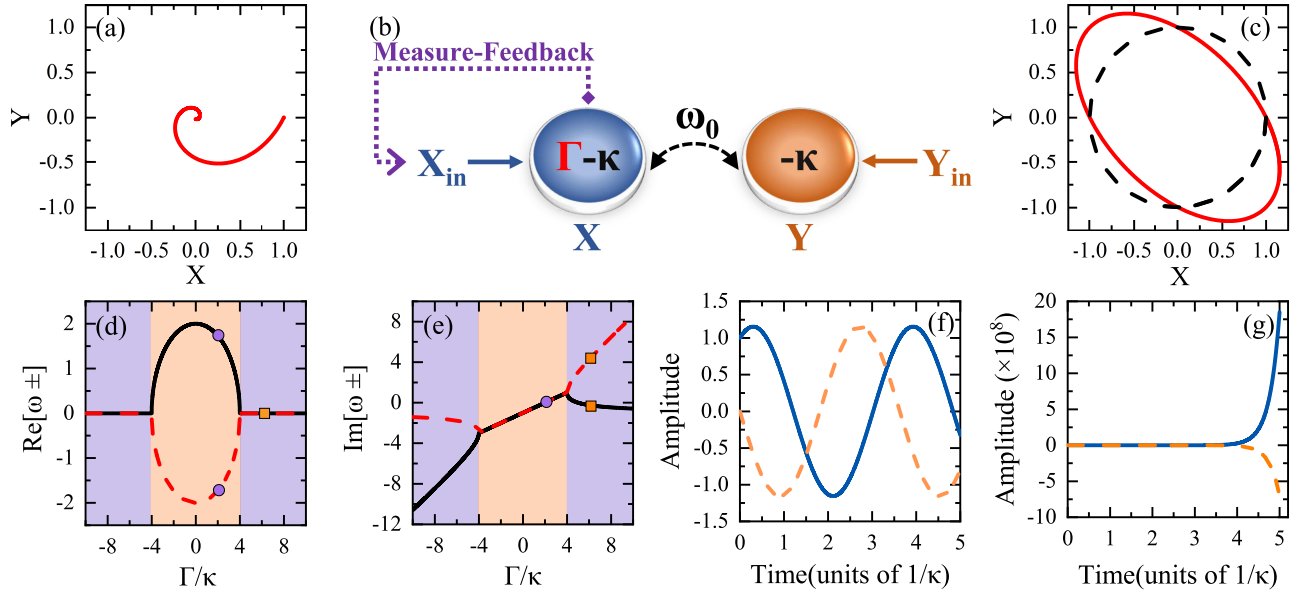 (a)
1.0
0.5
0.0
-0.5
-1.0
Y
-1.0 -0.5 0.0 0.5 1.0
X
(b)
Measure-Feedback
X_in
Γ-κ
X
ω₀
-κ
Y
Y_in
(c)
1.0
0.5
0.0
-0.5
-1.0
Y
-1.0 -0.5 0.0 0.5 1.0
X
(d)
2
1
0
-1
-2
Re[ω ±]
-8 -4 0 4 8
Γ/κ
(e)
8
4
0
-4
-8
-12
Im[ω ±]
-8 -4 0 4 8
Γ/κ
(f)
1.5
1.0
0.5
0.0
-0.5
-1.0
-1.5
Amplitude
0 1 2 3 4 5
Time(units of 1/κ)
(g)
20
15
10
5
0
-5
-10
Amplitude (×10⁸)
0 1 2 3 4 5
Time(units of 1/κ)